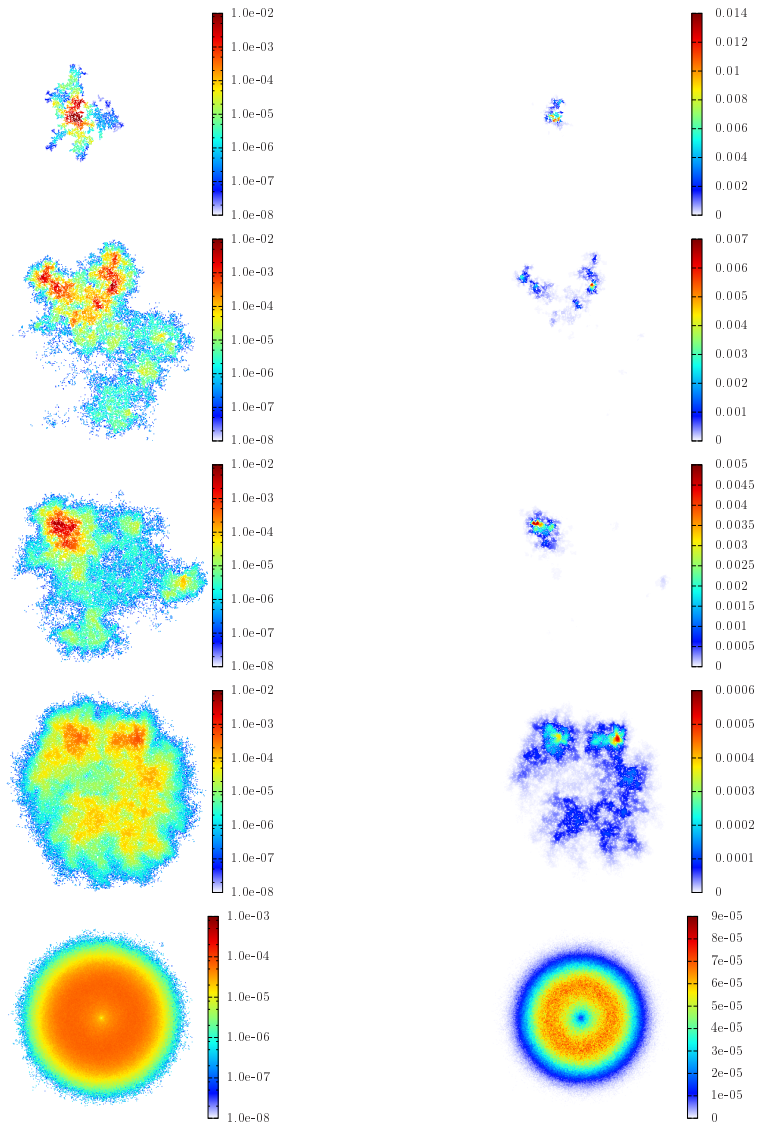 1.0e-02
1.0e-03
1.0e-04
1.0e-05
1.0e-06
1.0e-07
1.0e-08
0.014
0.012
0.01
0.008
0.006
0.004
0.002
0
1.0e-02
1.0e-03
1.0e-04
1.0e-05
1.0e-06
1.0e-07
1.0e-08
0.007
0.006
0.005
0.004
0.003
0.002
0.001
0
1.0e-02
1.0e-03
1.0e-04
1.0e-05
1.0e-06
1.0e-07
1.0e-08
0.005
0.0045
0.004
0.0035
0.003
0.0025
0.002
0.0015
0.001
0.0005
0
1.0e-02
1.0e-03
1.0e-04
1.0e-05
1.0e-06
1.0e-07
1.0e-08
0.0006
0.0005
0.0004
0.0003
0.0002
0.0001
0
1.0e-03
1.0e-04
1.0e-05
1.0e-06
1.0e-07
1.0e-08
9e-05
8e-05
7e-05
6e-05
5e-05
4e-05
3e-05
2e-05
1e-05
0